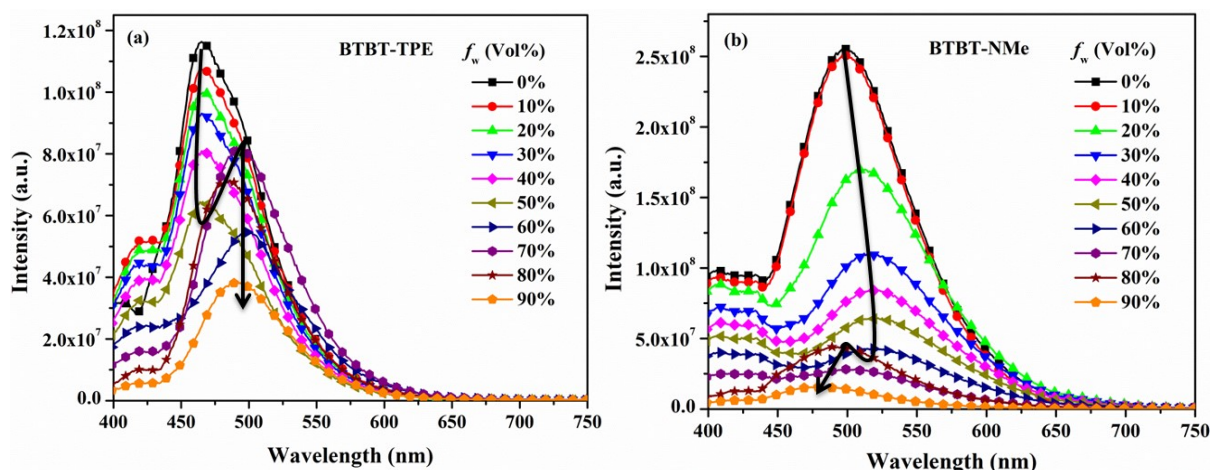 (a) BTBT-TPE f_w (Vol%)
0%
10%
20%
30%
40%
50%
60%
70%
80%
90%
1.2x10^8
1.0x10^8
8.0x10^7
6.0x10^7
4.0x10^7
2.0x10^7
0.0
Intensity (a.u.)
400 450 500 550 600 650 700 750
Wavelength (nm)
(b) BTBT-NMe f_w (Vol%)
0%
10%
20%
30%
40%
50%
60%
70%
80%
90%
2.5x10^8
2.0x10^8
1.5x10^8
1.0x10^8
5.0x10^7
0.0
Intensity (a.u.)
400 450 500 550 600 650 700 750
Wavelength (nm)